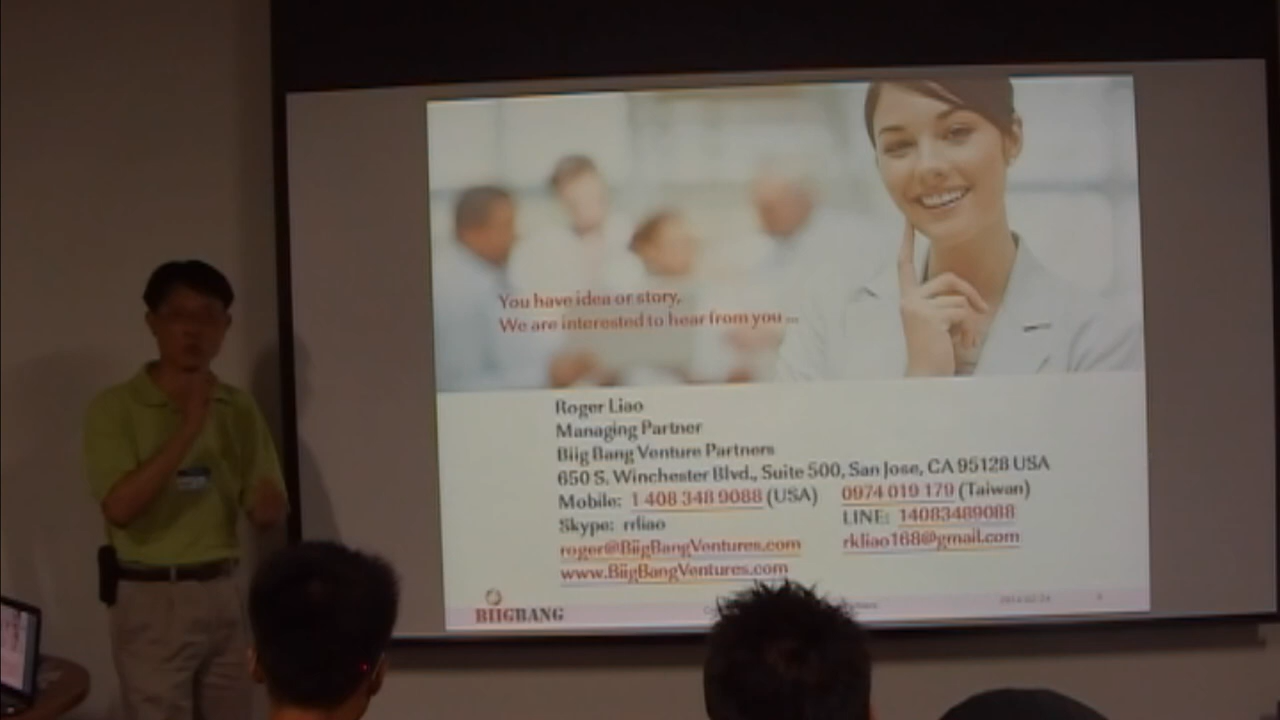 You have idea or story,
We are interested to hear from you ...
Roger Liao
Managing Partner
Biig Bang Venture Partners
650 S. Winchester Blvd., Suite 500, San Jose, CA 95128 USA
Mobile: 1 408 348 9088 (USA) 0974 019 179 (Taiwan)
Skype: rrliao LINE: 14083489088
roger@BiigBangVentures.com rkliao168@gmail.com
www.BiigBangVentures.com
BIIGBANG